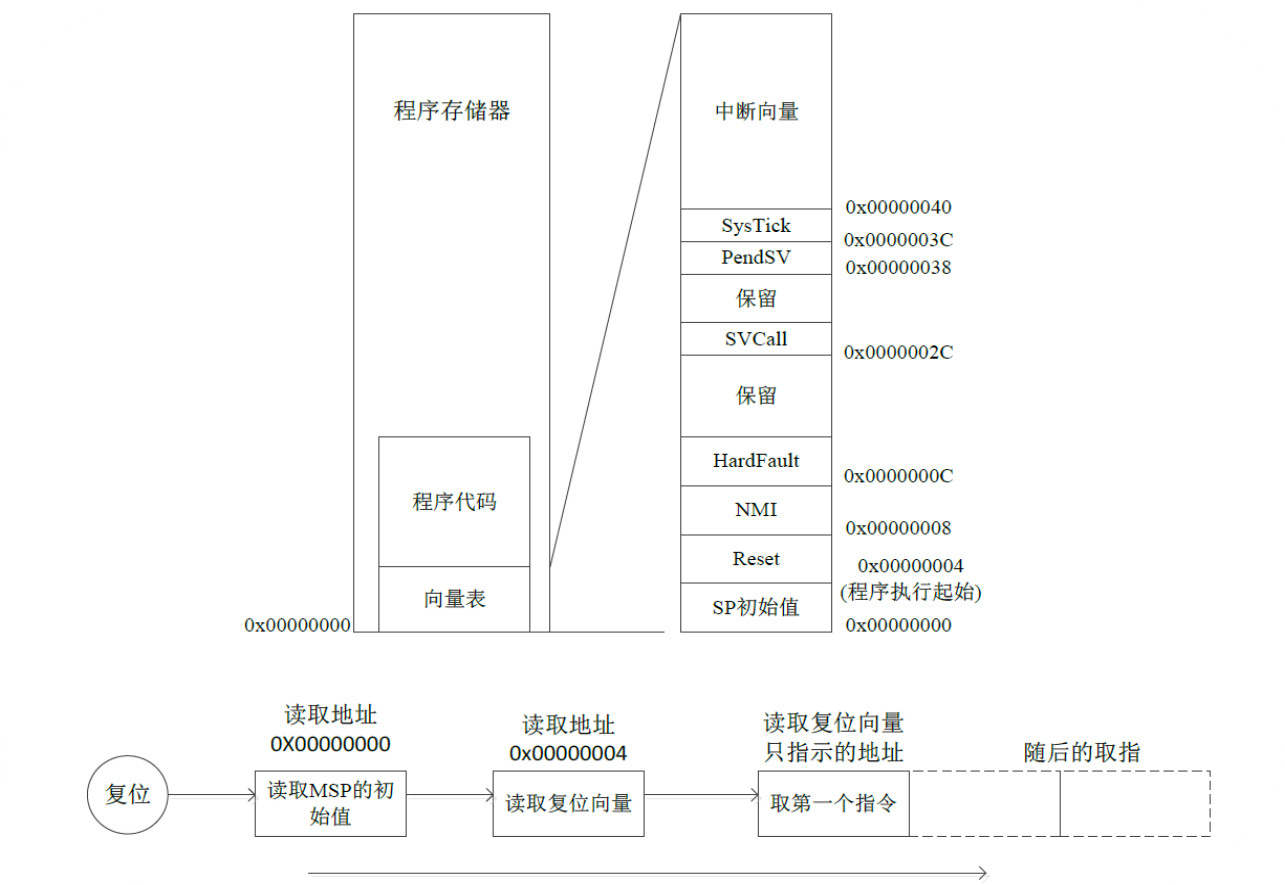 程序存储器
程序代码
向量表
0x00000000
中断向量
0x00000040
SysTick
0x0000003C
PendSV
0x00000038
保留
SVCall
0x0000002C
保留
HardFault
0x0000000C
NMI
0x00000008
Reset
0x00000004
(程序执行起始)
SP初始值
0x00000000
复位
读取地址
0X00000000
读取MSP的初
始值
读取地址
0x00000004
读取复位向量
读取复位向量
只指示的地址
取第一个指令
随后的取指